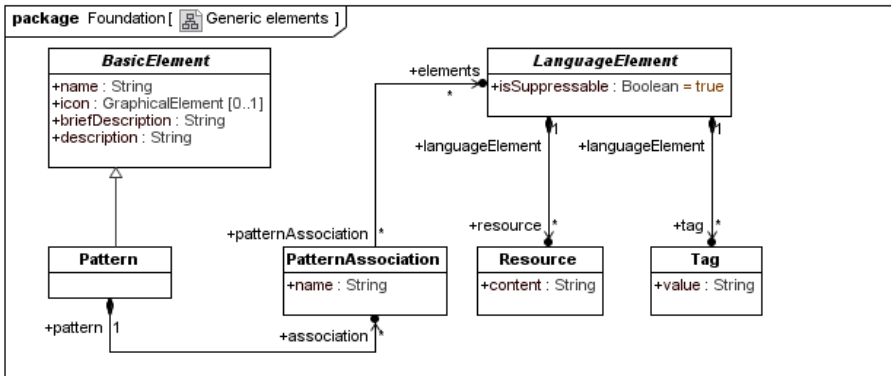 package Foundation[ Generic elements ]
BasicElement
+name : String
+icon : GraphicalElement [0..1]
+briefDescription : String
+description : String
LanguageElement
+isSuppressable : Boolean = true
+elements
*
1
1
+languageElement
+languageElement
+patternAssociation *
+resource *
+tag *
Pattern
PatternAssociation
+name : String
Resource
+content : String
Tag
+value : String
+pattern 1
+association *